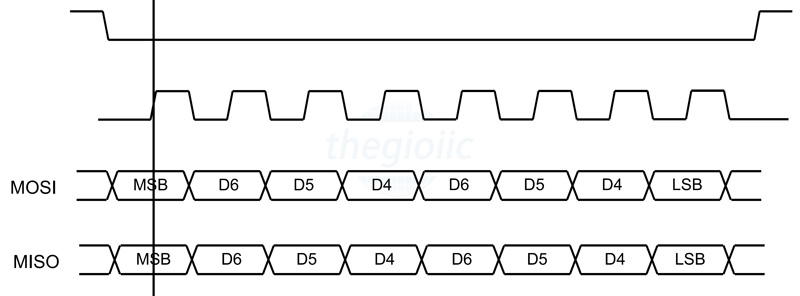 thegioiic
MOSI MSB D6 D5 D4 D6 D5 D4 LSB
MISO MSB D6 D5 D4 D6 D5 D4 LSB